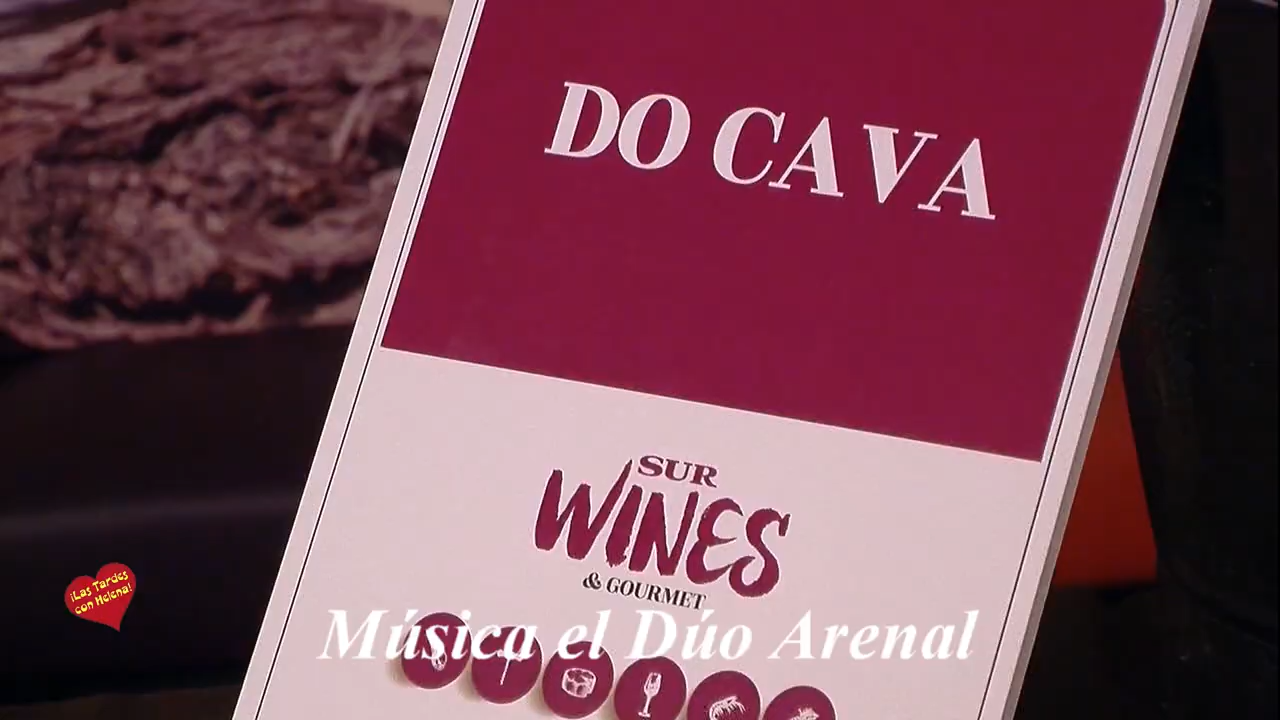 DO CAVA
SUR
WINES
& GOURMET
¡Las Tardes
con Helena!
Música el Dúo Arenal